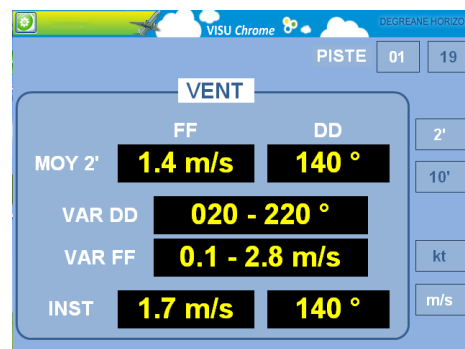 VISU Chrome
DEGREANE HORIZO
PISTE 01 19
VENT
FF DD
MOY 2' 1.4 m/s 140 °
2'
10'
VAR DD 020 - 220 °
VAR FF 0.1 - 2.8 m/s
kt
INST 1.7 m/s 140 °
m/s